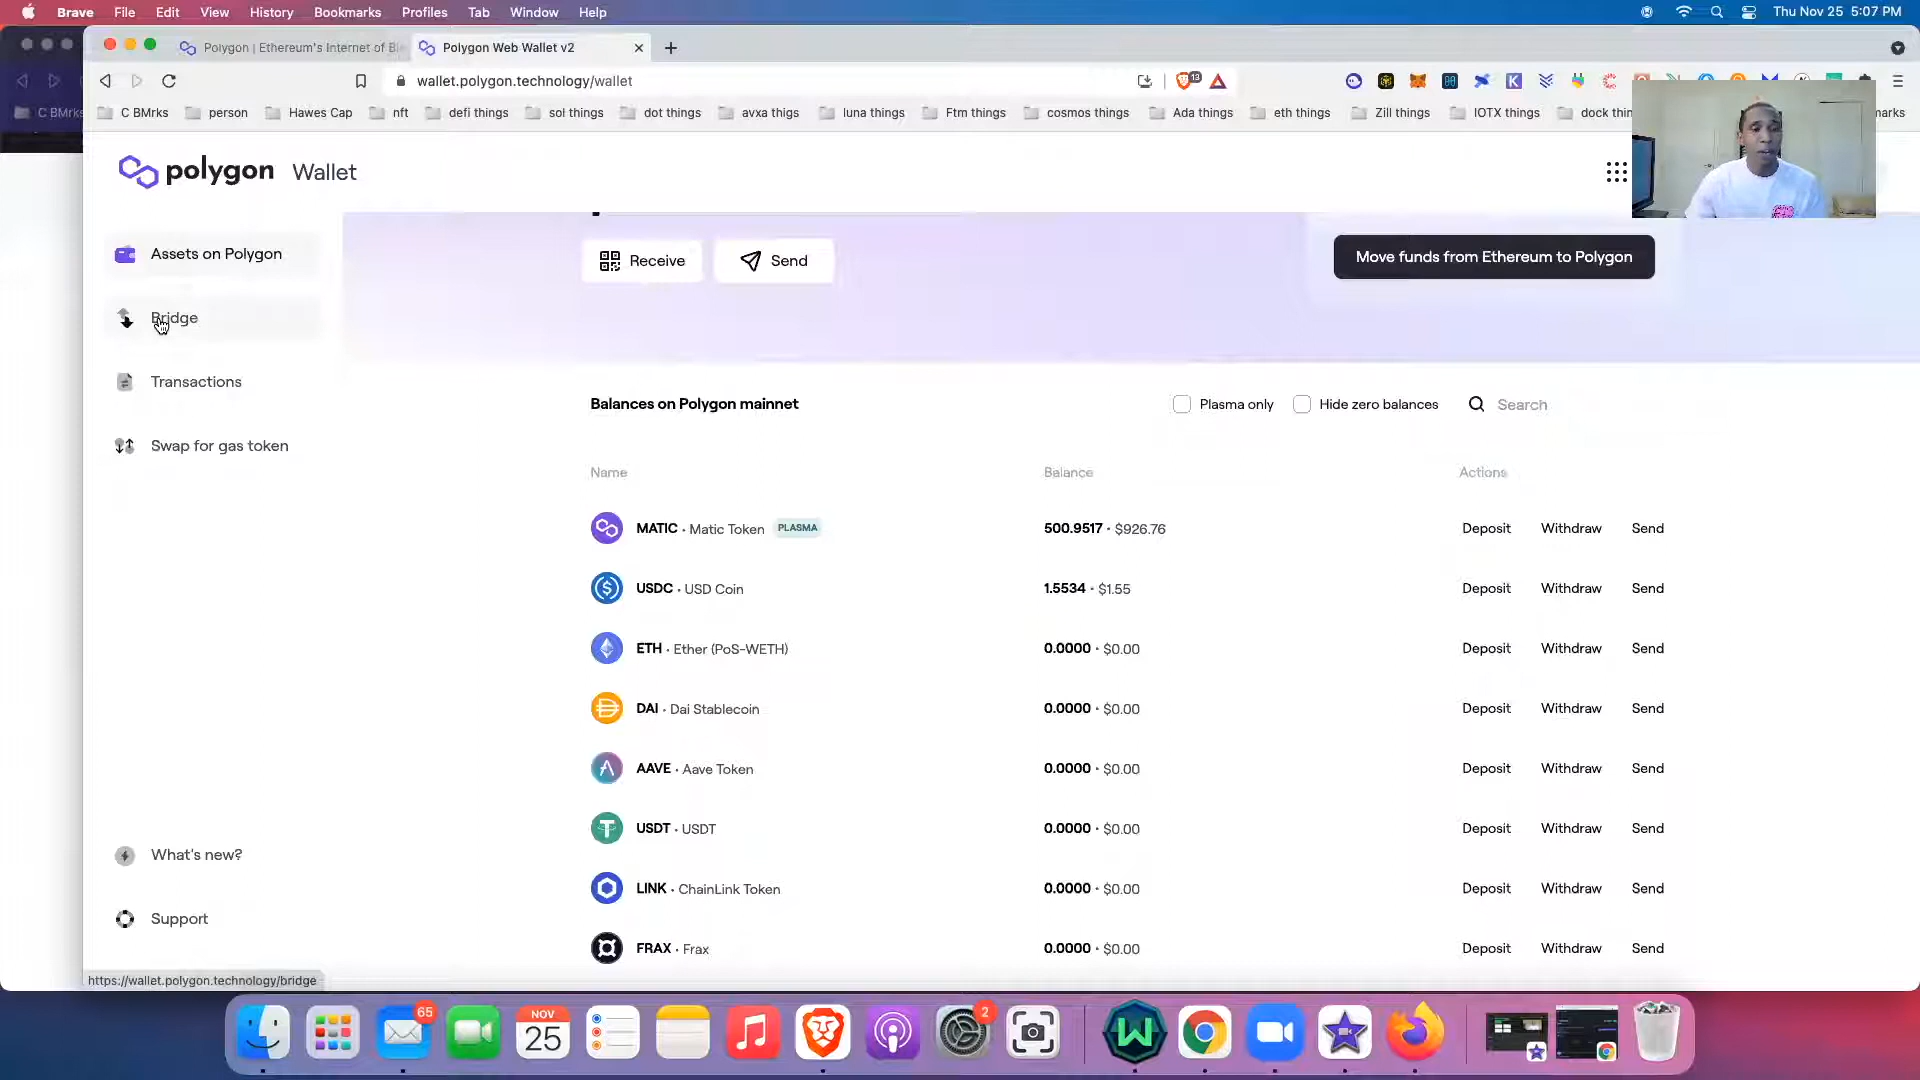 Brave File Edit View History Bookmarks Profiles Tab Window Help Thu Nov 25 5:07 PM
Polygon | Ethereum's Internet of Bl
Polygon Web Wallet v2
wallet.polygon.technology/wallet
13
C BMrks
C BMrks person Hawes Cap nft defi things sol things dot things avxa thigs luna things Ftm things cosmos things Ada things eth things Zill things IOTX things dock thin
marks
polygon Wallet
Assets on Polygon
Bridge
Transactions
Swap for gas token
What's new?
Support
Receive
Send
Move funds from Ethereum to Polygon
Balances on Polygon mainnet
Plasma only
Hide zero balances
Search
Name Balance Actions
MATIC · Matic Token PLASMA 500.9517 · $926.76 Deposit Withdraw Send
USDC · USD Coin 1.5534 · $1.55 Deposit Withdraw Send
ETH · Ether (PoS-WETH) 0.0000 · $0.00 Deposit Withdraw Send
DAI · Dai Stablecoin 0.0000 · $0.00 Deposit Withdraw Send
AAVE · Aave Token 0.0000 · $0.00 Deposit Withdraw Send
USDT · USDT 0.0000 · $0.00 Deposit Withdraw Send
LINK · ChainLink Token 0.0000 · $0.00 Deposit Withdraw Send
FRAX · Frax 0.0000 · $0.00 Deposit Withdraw Send
https://wallet.polygon.technology/bridge
65
NOV
25
2